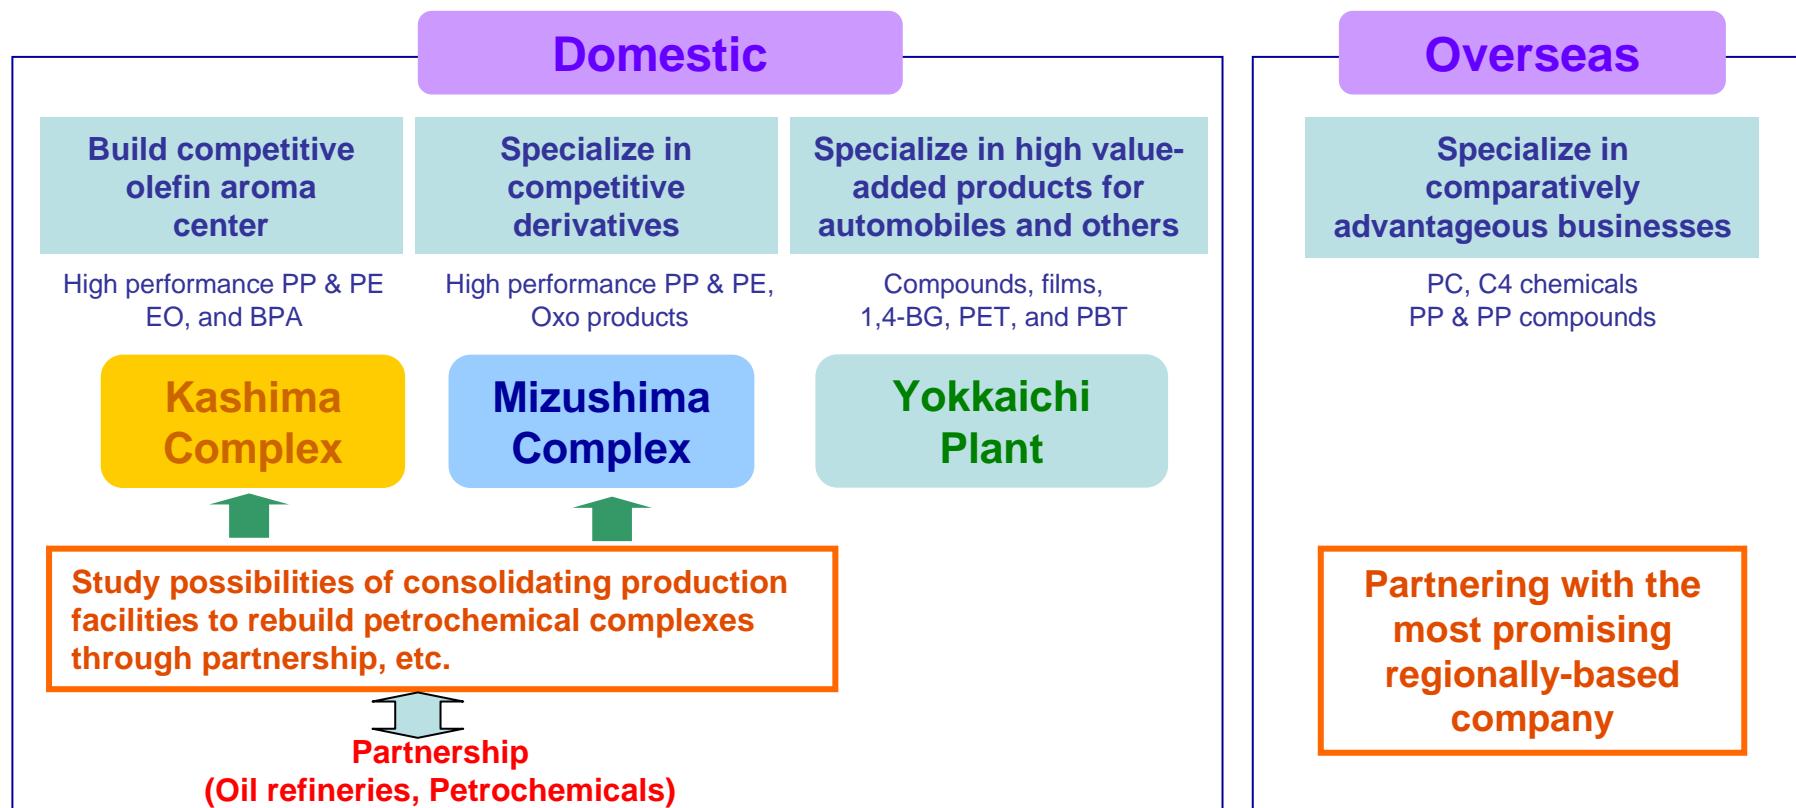 Domestic
Build competitive
olefin aroma
center
High performance PP & PE
EO, and BPA
Kashima
Complex
Specialize in
competitive
derivatives
High performance PP & PE,
Oxo products
Mizushima
Complex
Specialize in high value-
added products for
automobiles and others
Compounds, films,
1,4-BG, PET, and PBT
Yokkaichi
Plant
Study possibilities of consolidating production
facilities to rebuild petrochemical complexes
through partnership, etc.
Partnership
(Oil refineries, Petrochemicals)
Overseas
Specialize in
comparatively
advantageous businesses
PC, C4 chemicals
PP & PP compounds
Partnering with the
most promising
regionally-based
company